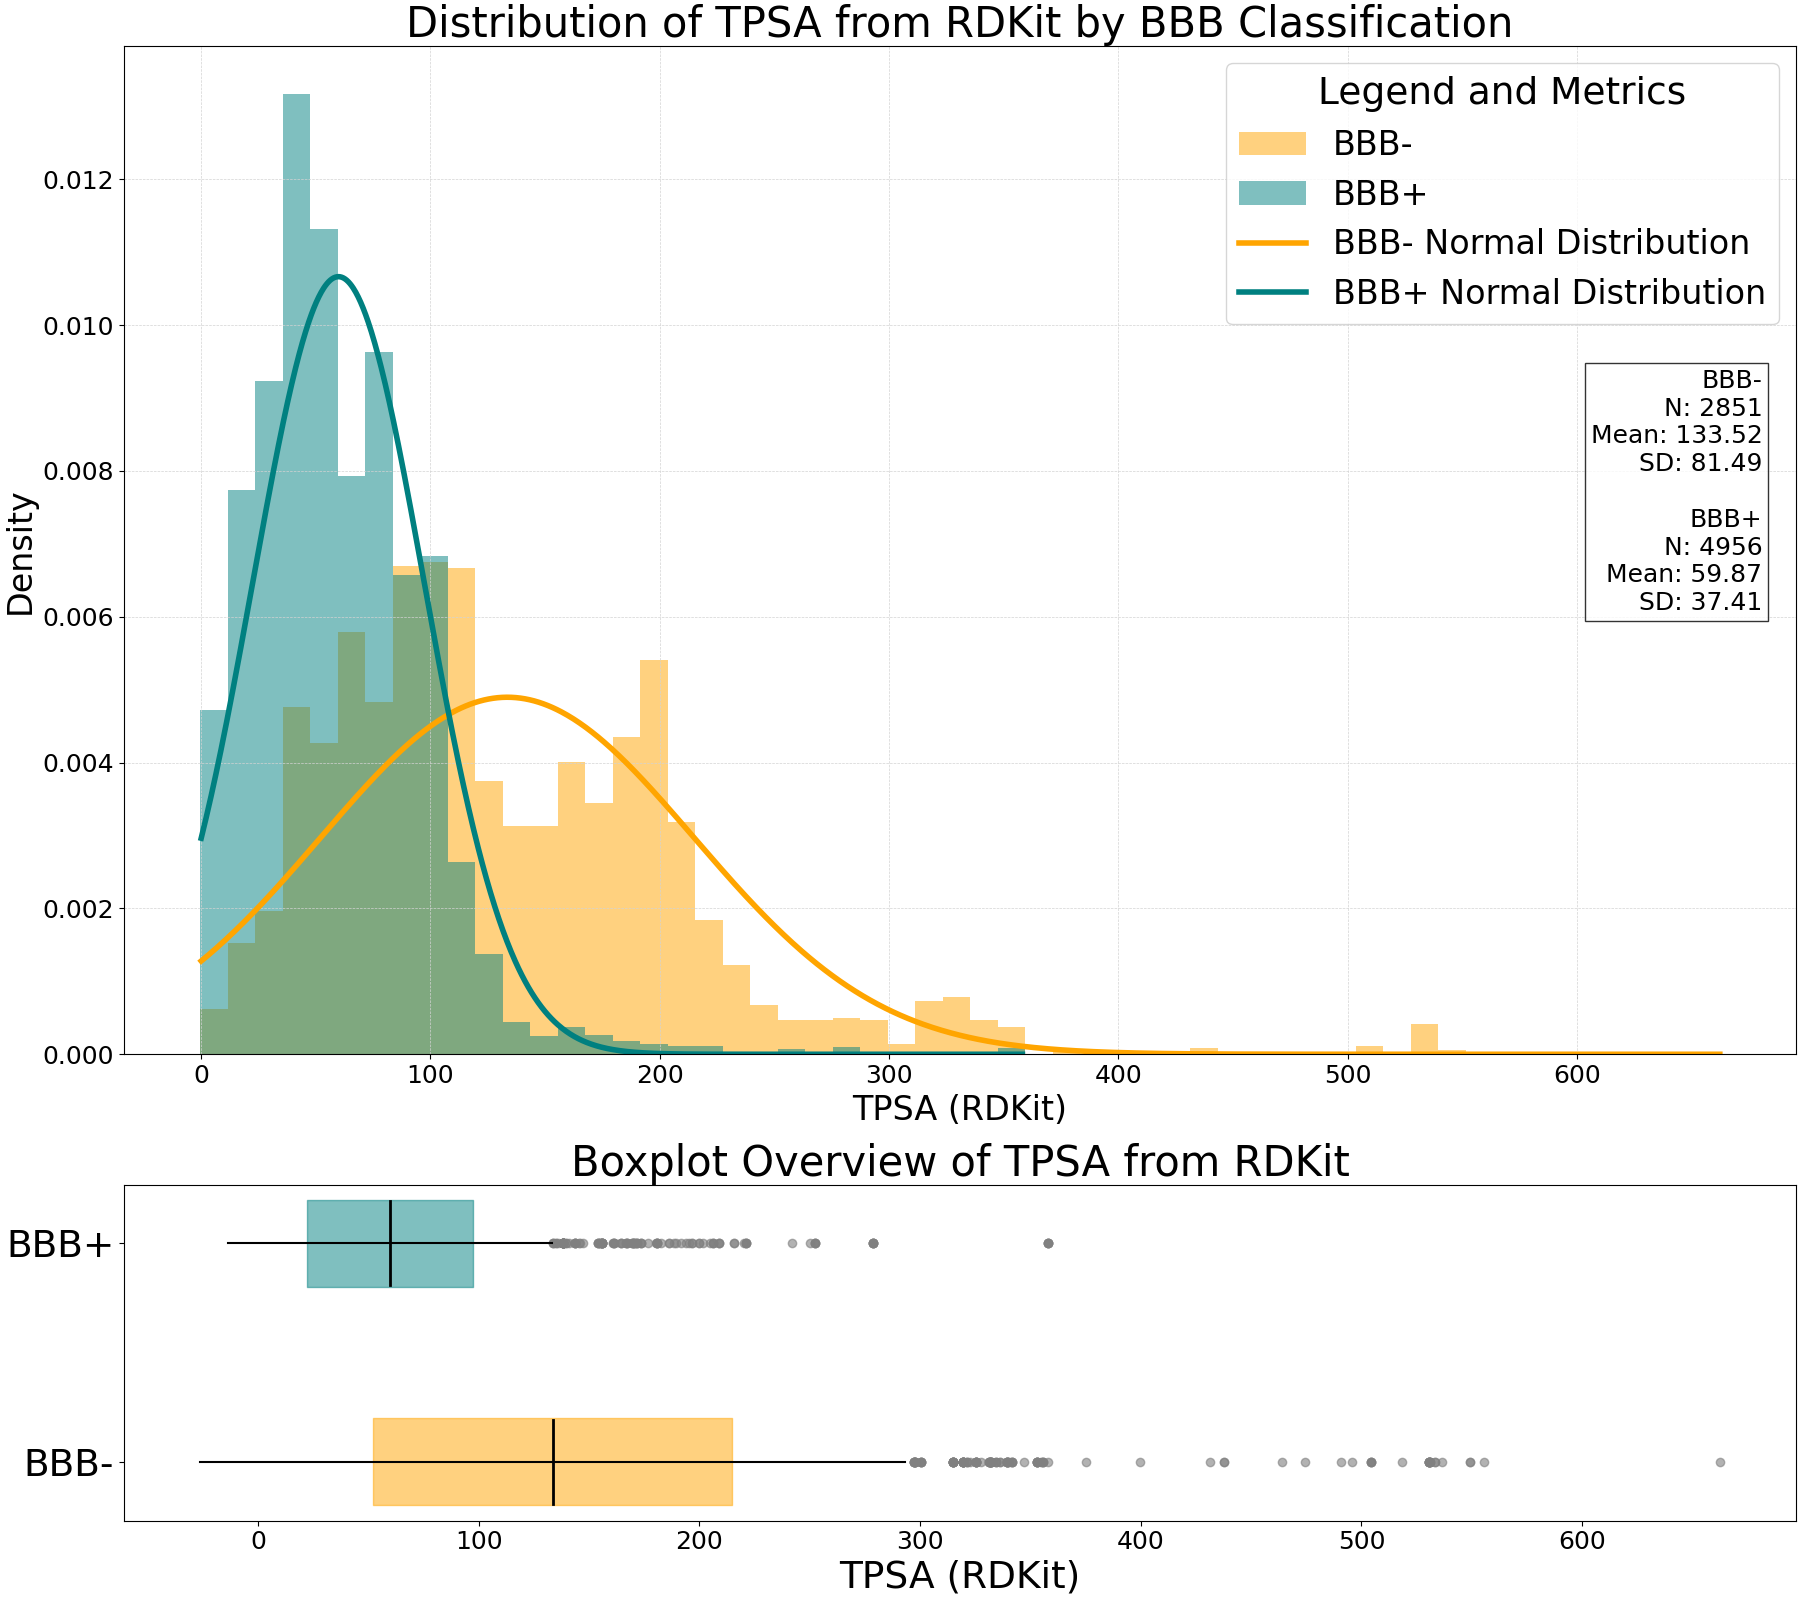 Distribution of TPSA from RDKit by BBB Classification
Legend and Metrics
BBB-
BBB+
BBB- Normal Distribution
BBB+ Normal Distribution
BBB-
N: 2851
Mean: 133.52
SD: 81.49
BBB+
N: 4956
Mean: 59.87
SD: 37.41
Density
0.012
0.010
0.008
0.006
0.004
0.002
0.000
0 100 200 300 400 500 600
TPSA (RDKit)
Boxplot Overview of TPSA from RDKit
BBB+
BBB-
0 100 200 300 400 500 600
TPSA (RDKit)